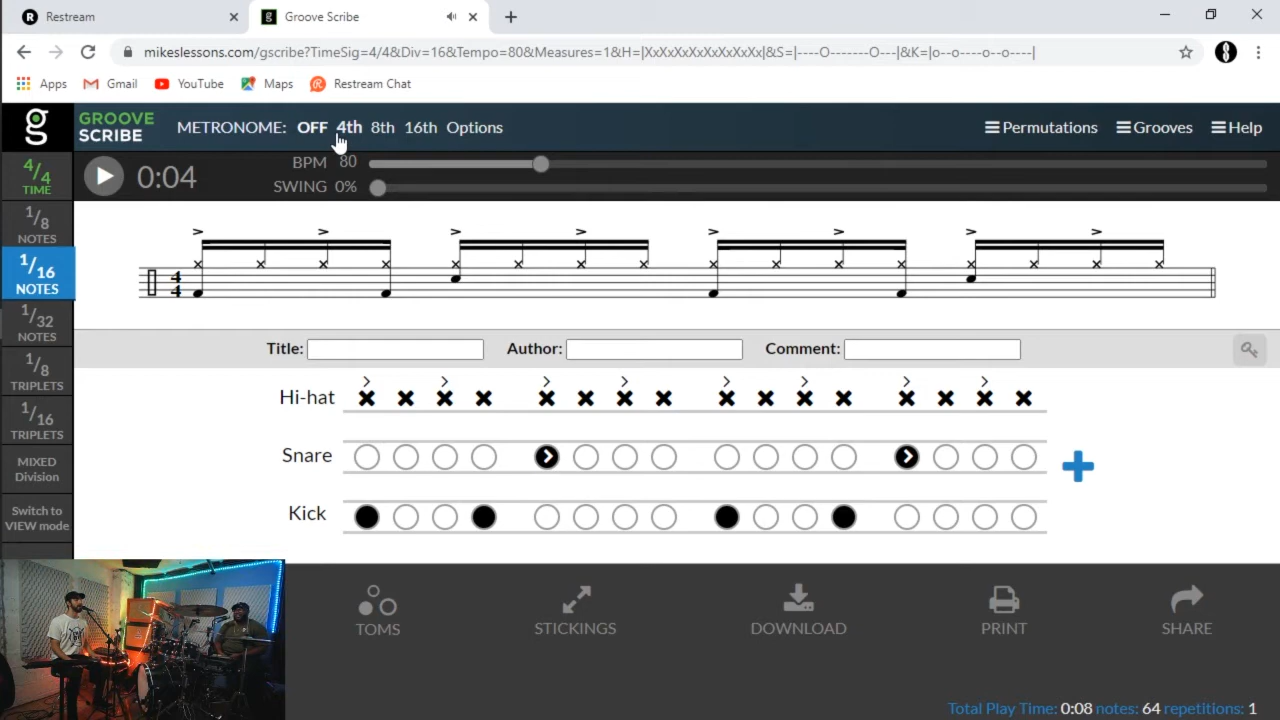 Restream
Groove Scribe
mikeslessons.com/gscribe?TimeSig=4/4&Div=16&Tempo=80&Measures=1&H=|XxXxXxXxXxXxXxXx|&S=|----O-------O---|&K=|o--o----o--o----|
Apps Gmail YouTube Maps Restream Chat
GROOVE SCRIBE
METRONOME: OFF 4th 8th 16th Options
Permutations Grooves Help
4/4 TIME
0:04
BPM 80
SWING 0%
1/8 NOTES
1/16 NOTES
1/32 NOTES
1/8 TRIPLETS
1/16 TRIPLETS
MIXED Division
Switch to VIEW mode
4
4
Title: Author: Comment:
Hi-hat
Snare
Kick
TOMS STICKINGS DOWNLOAD PRINT SHARE
Total Play Time: 0:08 notes: 64 repetitions: 1